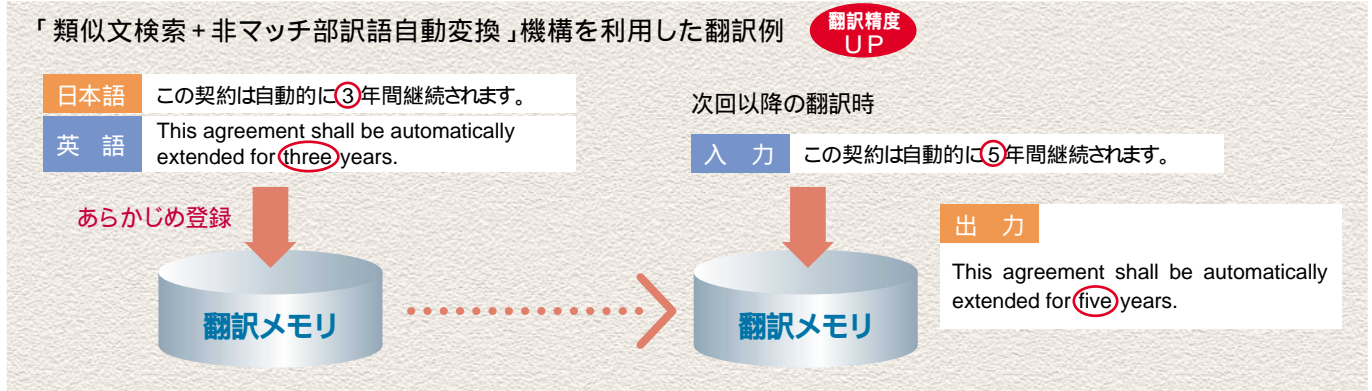 「類似文検索+非マッチ部訳語自動変換」機構を利用した翻訳例
翻訳精度
UP
日本語 この契約は自動的に3年間継続されます。
英 語 This agreement shall be automatically
extended for three years.
あらかじめ登録
翻訳メモリ
次回以降の翻訳時
入 力 この契約は自動的に5年間継続されます。
翻訳メモリ
出 力
This agreement shall be automatically
extended for five years.